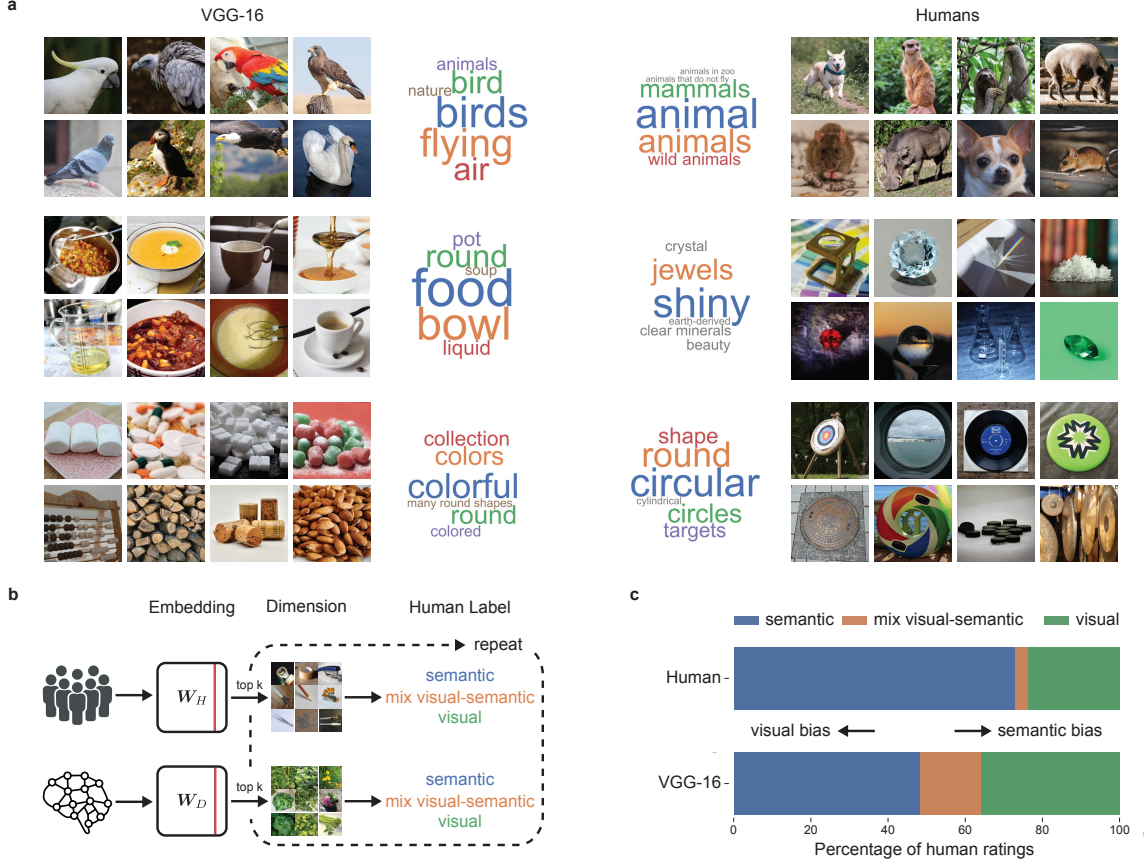 a
VGG-16
Humans
animals
bird
nature
birds
flying
air
animals in zoo
animals that do not fly
mammals
animal
animals
wild animals
pot
round
soup
food
bowl
liquid
crystal
jewels
shiny
earth-derived
clear minerals
beauty
collection
colors
colorful
many round shapes
round
colored
shape
round
circular
cylindrical
circles
targets
b
Embedding
Dimension
Human Label
repeat
W_H
top k
semantic
mix visual-semantic
visual
W_D
top k
semantic
mix visual-semantic
visual
c
semantic
mix visual-semantic
visual
Human
visual bias
semantic bias
VGG-16
0 20 40 60 80 100
Percentage of human ratings